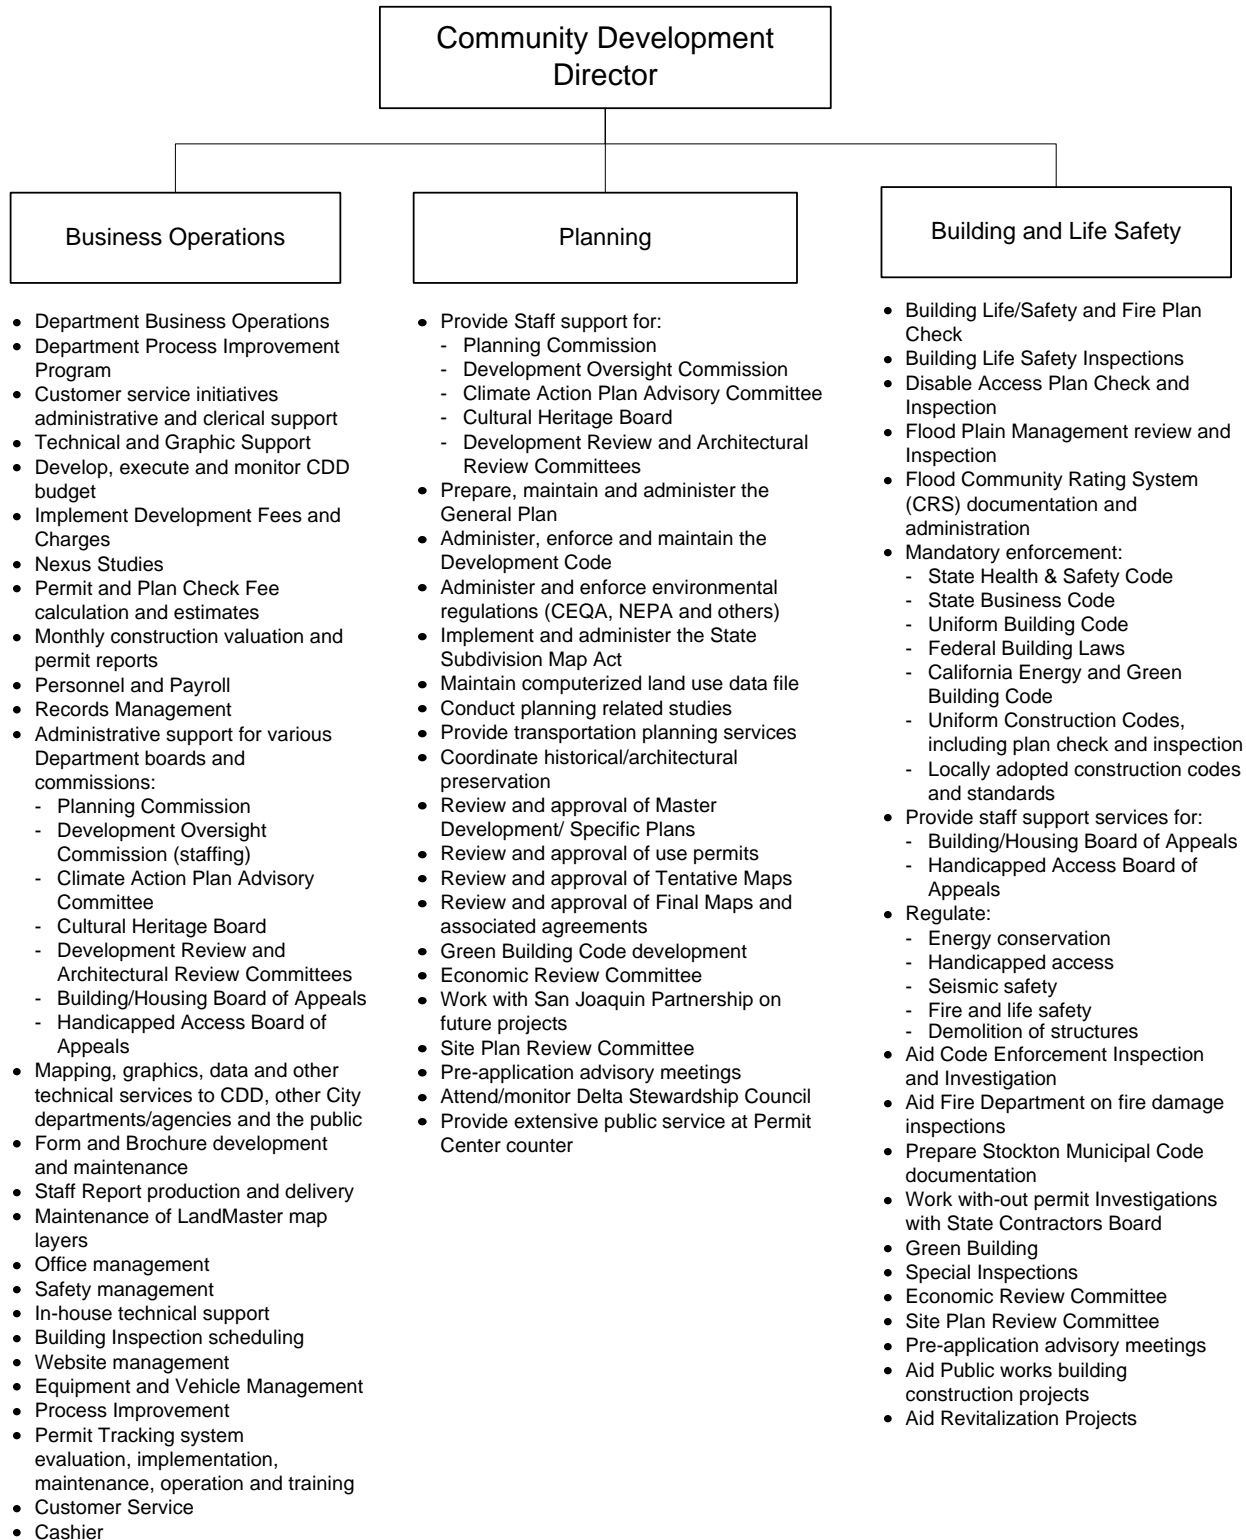 Community Development
Director
Business Operations
• Department Business Operations
• Department Process Improvement
Program
• Customer service initiatives
administrative and clerical support
• Technical and Graphic Support
• Develop, execute and monitor CDD
budget
• Implement Development Fees and
Charges
• Nexus Studies
• Permit and Plan Check Fee
calculation and estimates
• Monthly construction valuation and
permit reports
• Personnel and Payroll
• Records Management
• Administrative support for various
Department boards and
commissions:
- Planning Commission
- Development Oversight
Commission (staffing)
- Climate Action Plan Advisory
Committee
- Cultural Heritage Board
- Development Review and
Architectural Review Committees
- Building/Housing Board of Appeals
- Handicapped Access Board of
Appeals
• Mapping, graphics, data and other
technical services to CDD, other City
departments/agencies and the public
• Form and Brochure development
and maintenance
• Staff Report production and delivery
• Maintenance of LandMaster map
layers
• Office management
• Safety management
• In-house technical support
• Building Inspection scheduling
• Website management
• Equipment and Vehicle Management
• Process Improvement
• Permit Tracking system
evaluation, implementation,
maintenance, operation and training
• Customer Service
• Cashier
Planning
• Provide Staff support for:
- Planning Commission
- Development Oversight Commission
- Climate Action Plan Advisory Committee
- Cultural Heritage Board
- Development Review and Architectural
Review Committees
• Prepare, maintain and administer the
General Plan
• Administer, enforce and maintain the
Development Code
• Administer and enforce environmental
regulations (CEQA, NEPA and others)
• Implement and administer the State
Subdivision Map Act
• Maintain computerized land use data file
• Conduct planning related studies
• Provide transportation planning services
• Coordinate historical/architectural
preservation
• Review and approval of Master
Development/ Specific Plans
• Review and approval of use permits
• Review and approval of Tentative Maps
• Review and approval of Final Maps and
associated agreements
• Green Building Code development
• Economic Review Committee
• Work with San Joaquin Partnership on
future projects
• Site Plan Review Committee
• Pre-application advisory meetings
• Attend/monitor Delta Stewardship Council
• Provide extensive public service at Permit
Center counter
Building and Life Safety
• Building Life/Safety and Fire Plan
Check
• Building Life Safety Inspections
• Disable Access Plan Check and
Inspection
• Flood Plain Management review and
Inspection
• Flood Community Rating System
(CRS) documentation and
administration
• Mandatory enforcement:
- State Health & Safety Code
- State Business Code
- Uniform Building Code
- Federal Building Laws
- California Energy and Green
Building Code
- Uniform Construction Codes,
including plan check and inspection
- Locally adopted construction codes
and standards
• Provide staff support services for:
- Building/Housing Board of Appeals
- Handicapped Access Board of
Appeals
• Regulate:
- Energy conservation
- Handicapped access
- Seismic safety
- Fire and life safety
- Demolition of structures
• Aid Code Enforcement Inspection
and Investigation
• Aid Fire Department on fire damage
inspections
• Prepare Stockton Municipal Code
documentation
• Work with-out permit Investigations
with State Contractors Board
• Green Building
• Special Inspections
• Economic Review Committee
• Site Plan Review Committee
• Pre-application advisory meetings
• Aid Public works building
construction projects
• Aid Revitalization Projects